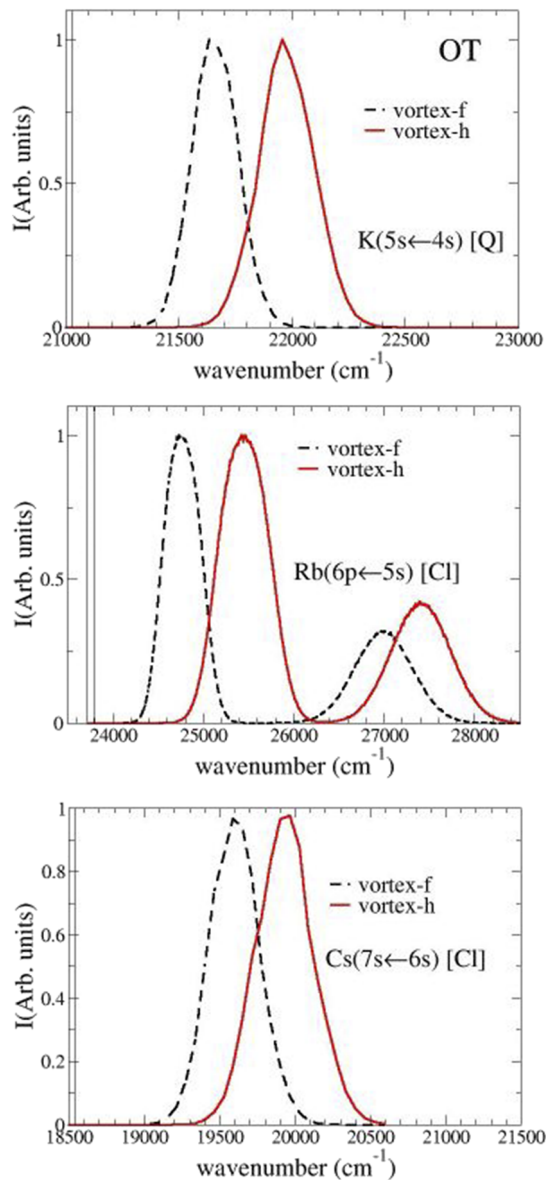 1
0.5
0
I(Arb. units)
OT
vortex-f
vortex-h
K(5s←4s) [Q]
21000 21500 22000 22500 23000
wavenumber (cm⁻¹)
1
0.5
0
I(Arb. units)
vortex-f
vortex-h
Rb(6p←5s) [Cl]
24000 25000 26000 27000 28000
wavenumber (cm⁻¹)
1
0.8
0.6
0.4
0.2
0
I(Arb. units)
vortex-f
vortex-h
Cs(7s←6s) [Cl]
18500 19000 19500 20000 20500 21000 21500
wavenumber (cm⁻¹)